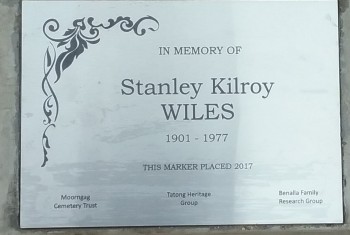 IN MEMORY OF
Stanley Kilroy
WILES
1901 - 1977
THIS MARKER PLACED 2017
Moorngag
Cemetery Trust
Tatong Heritage
Group
Benalla Family
Research Group